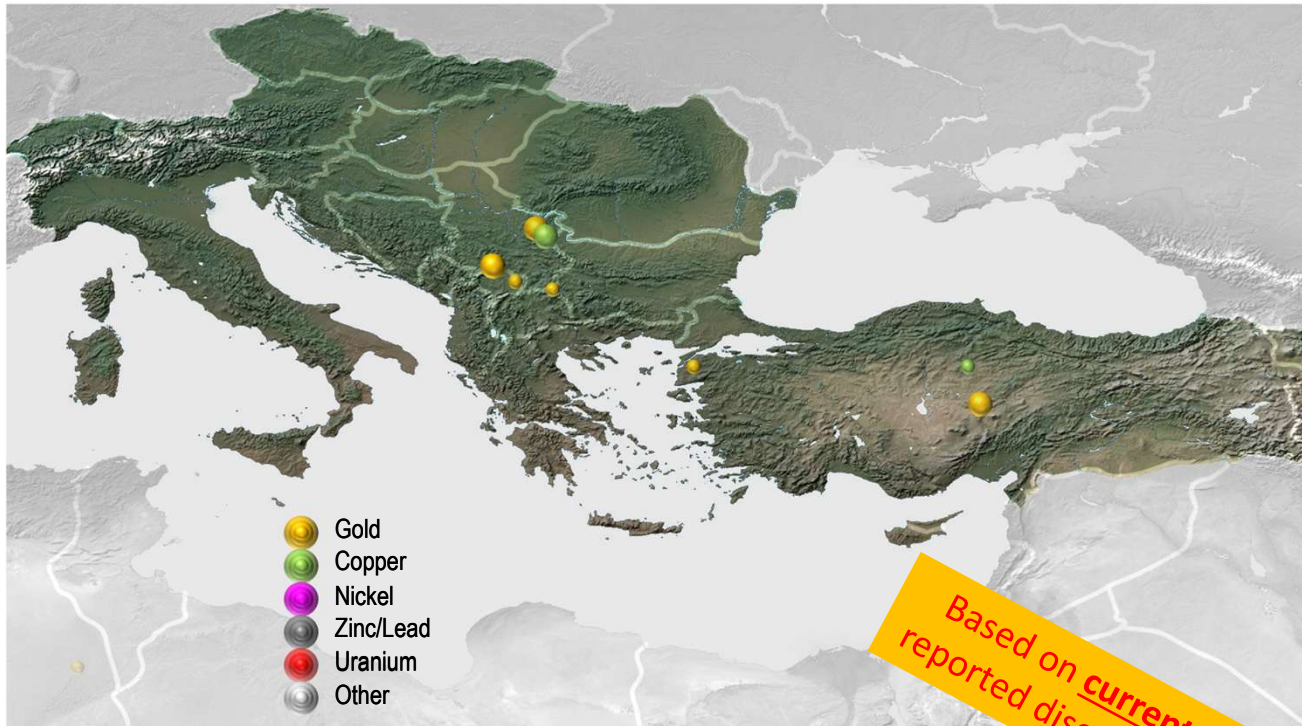 Gold
Copper
Nickel
Zinc/Lead
Uranium
Other
Based on current
reported